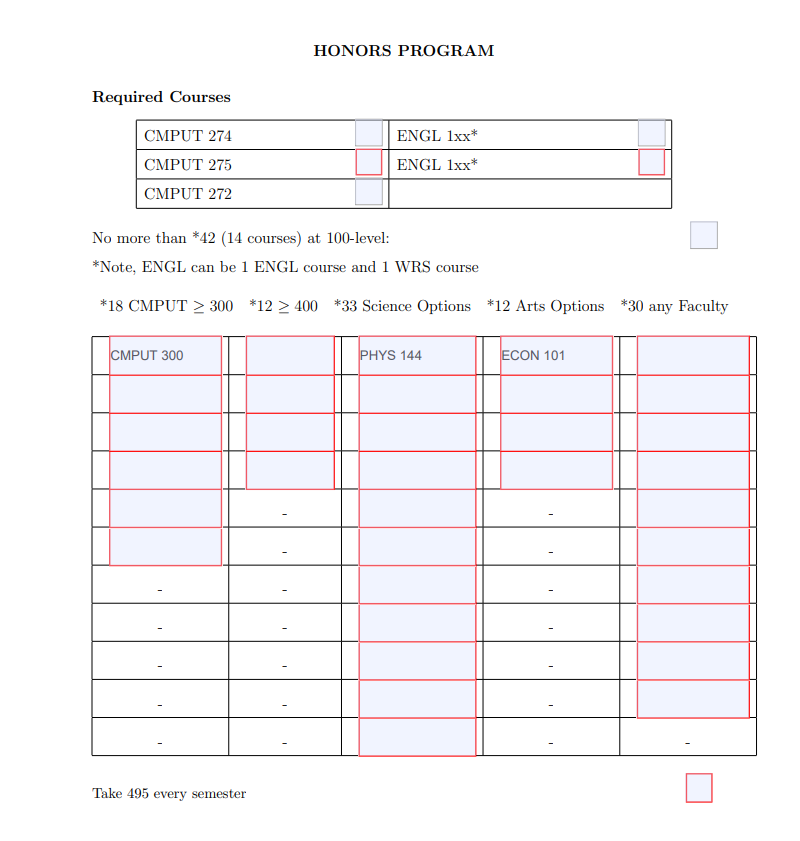 HONORS PROGRAM
Required Courses
CMPUT 274 ENGL 1xx*
CMPUT 275 ENGL 1xx*
CMPUT 272
No more than *42 (14 courses) at 100-level:
*Note, ENGL can be 1 ENGL course and 1 WRS course
*18 CMPUT ≥ 300 *12 ≥ 400 *33 Science Options *12 Arts Options *30 any Faculty
CMPUT 300 PHYS 144 ECON 101
- -
- -
- - -
- - -
- - -
- - -
- - - -
Take 495 every semester